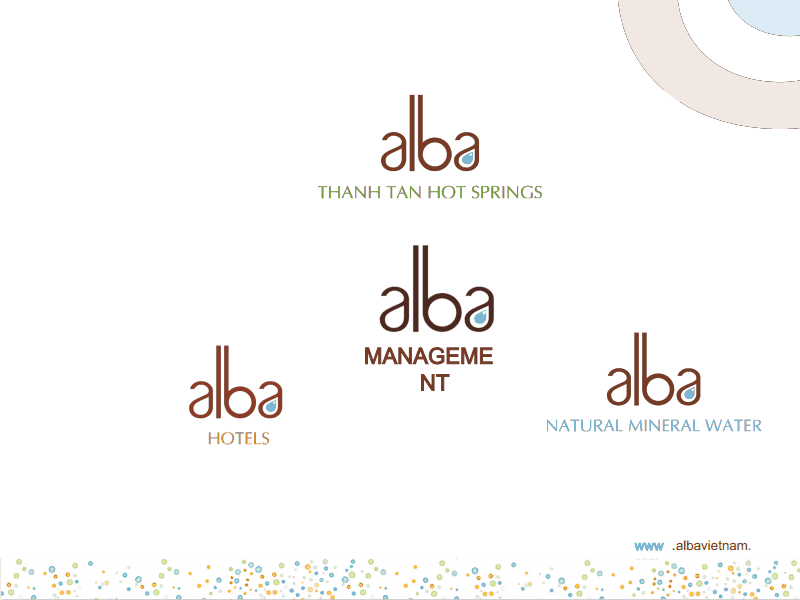 alba
THANH TAN HOT SPRINGS
alba
MANAGEME
NT
alba
HOTELS
alba
NATURAL MINERAL WATER
www .albavietnam.